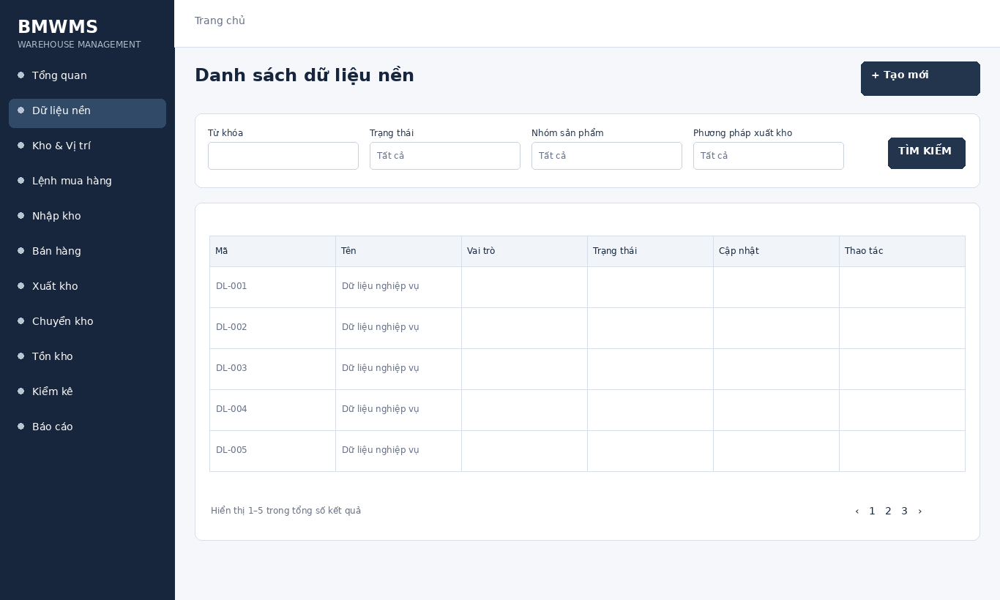 BMWMS
WAREHOUSE MANAGEMENT
Tổng quan
Dữ liệu nền
Kho & Vị trí
Lệnh mua hàng
Nhập kho
Bán hàng
Xuất kho
Chuyển kho
Tồn kho
Kiểm kê
Báo cáo
Trang chủ
Danh sách dữ liệu nền
+ Tạo mới
Từ khóa
Trạng thái
Nhóm sản phẩm
Phương pháp xuất kho
Tất cả
Tất cả
Tất cả
TÌM KIẾM
Mã
Tên
Vai trò
Trạng thái
Cập nhật
Thao tác
DL-001
Dữ liệu nghiệp vụ
DL-002
Dữ liệu nghiệp vụ
DL-003
Dữ liệu nghiệp vụ
DL-004
Dữ liệu nghiệp vụ
DL-005
Dữ liệu nghiệp vụ
Hiển thị 1–5 trong tổng số kết quả
‹ 1 2 3 ›